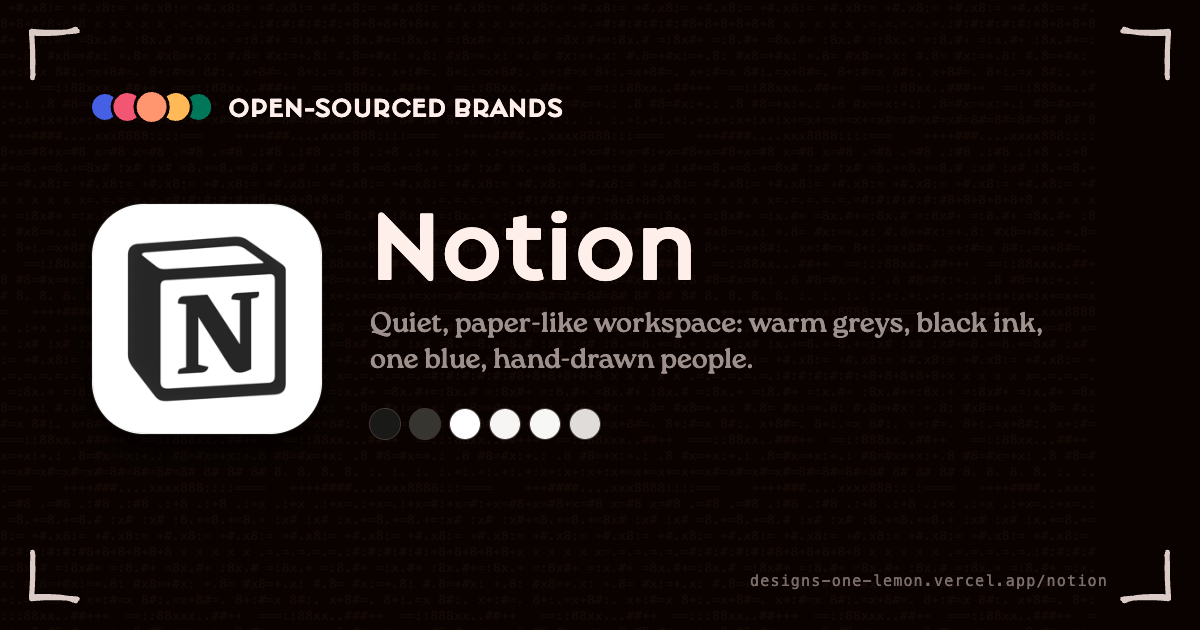 OPEN-SOURCED BRANDS
N
Notion
Quiet, paper-like workspace: warm greys, black ink,
one blue, hand-drawn people.
designs-one-lemon.vercel.app/notion